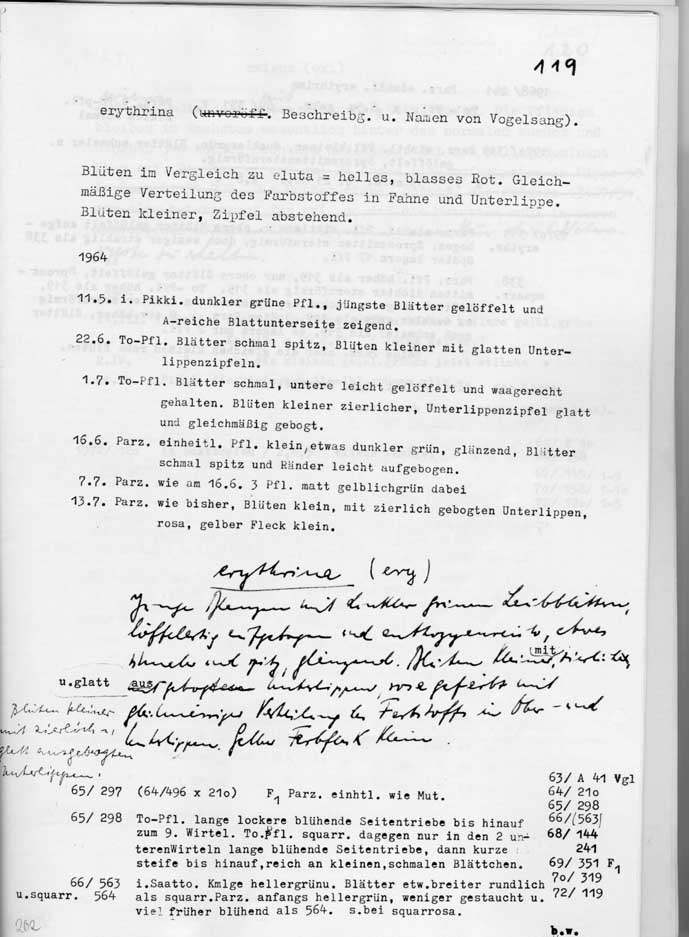 119
erythrina (unveröff. Beschreibg. u. Namen von Vogelsang).
Blüten im Vergleich zu eluta = helles, blasses Rot. Gleich-
mäßige Verteilung des Farbstoffes in Fahne und Unterlippe.
Blüten kleiner, Zipfel abstehend.
1964
11.5. i. Pikki. dunkler grüne Pfl., jüngste Blätter gelöffelt und
A-reiche Blattunterseite zeigend.
22.6. To-Pfl. Blätter schmal spitz, Blüten kleiner mit glatten Unter-
lippenzipfeln.
1.7. To-Pfl. Blätter schmal, untere leicht gelöffelt und waagerecht
gehalten. Blüten kleiner zierlicher, Unterlippenzipfel glatt
und gleichmäßig gebogt.
16.6. Parz. einheitl. Pfl. klein,etwas dunkler grün, glänzend, Blätter
schmal spitz und Ränder leicht aufgebogen.
7.7. Parz. wie am 16.6. 3 Pfl. matt gelblichgrün dabei
13.7. Parz. wie bisher, Blüten klein, mit zierlich gebogten Unterlippen,
rosa, gelber Fleck klein.
erythrina (ery)
Junge Pflanzen mit dunkler grünen Laubblättern,
löffelartig aufgebogen und anthozyanreich, etwas
schmaler und spitz, glänzend. Blüten kleiner, mit zierlich
u.glatt ausgebogten Unterlippen, rosa gefärbt mit
gleichmässiger Verteilung des Farbstoffs in Ober- und
Unterlippen. Gelber Farbfleck klein.
Blüten kleiner
mit zierlich u.
glatt ausgebogten
Unterlippen.
65/ 297 (64/496 x 210) F1 Parz. einhtl. wie Mut.
65/ 298 To-Pfl. lange lockere blühende Seitentriebe bis hinauf
zum 9. Wirtel. To.Pfl. squarr. dagegen nur in den 2 un-
terenWirteln lange blühende Seitentriebe, dann kurze
steife bis hinauf,reich an kleinen,schmalen Blättchen.
66/ 563 i.Saatto. Kmlge hellergrünu. Blätter etw.breiter rundlich
u.squarr. 564 als squarr.Parz. anfangs hellergrün, weniger gestaucht u.
viel früher blühend als 564. s.bei squarrosa.
63/ A 41 Vgl
64/ 210
65/ 298
66/(563)
68/ 144
241
69/ 351 F1
70/ 319
72/ 119
b.w.
202